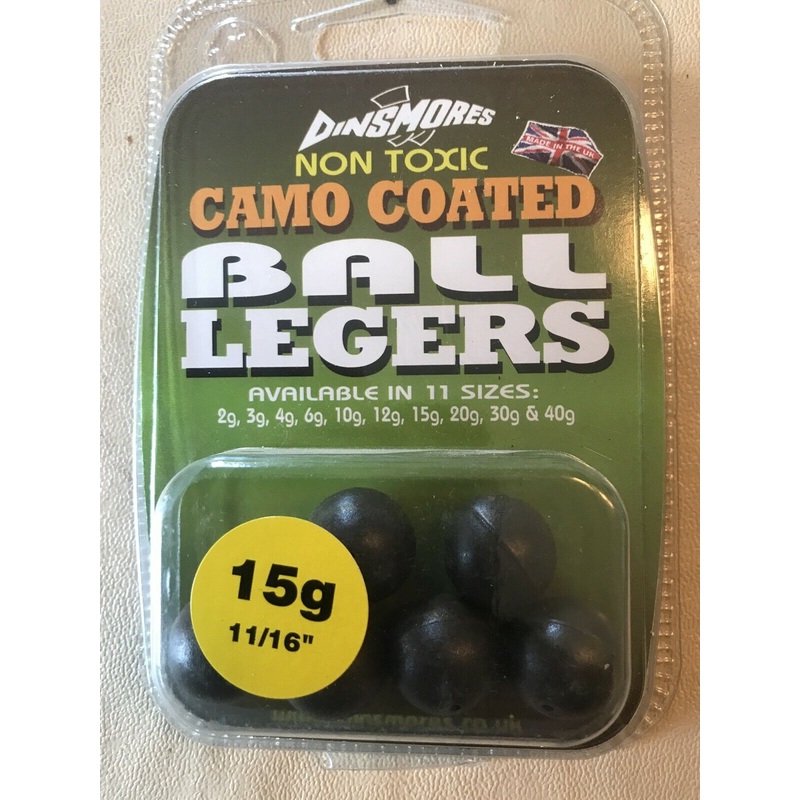 DINSMORES
MADE IN THE UK
NON TOXIC
CAMO COATED
BALL
LEGERS
AVAILABLE IN 11 SIZES:
2g, 3g, 4g, 6g, 10g, 12g, 15g, 20g, 30g & 40g
15g
11/16"